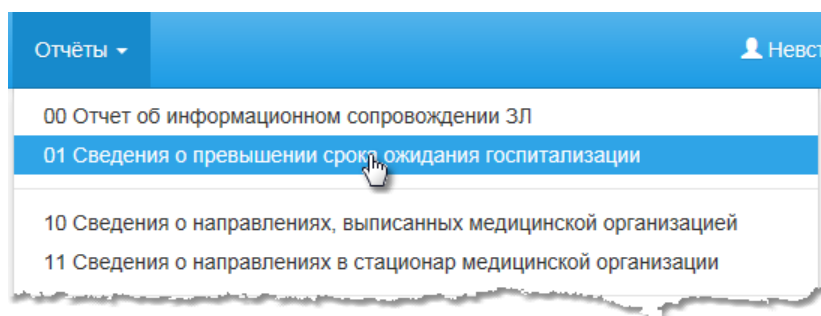 Отчёты
Невст
00 Отчет об информационном сопровождении ЗЛ
01 Сведения о превышении срока ожидания госпитализации
10 Сведения о направлениях, выписанных медицинской организацией
11 Сведения о направлениях в стационар медицинской организации